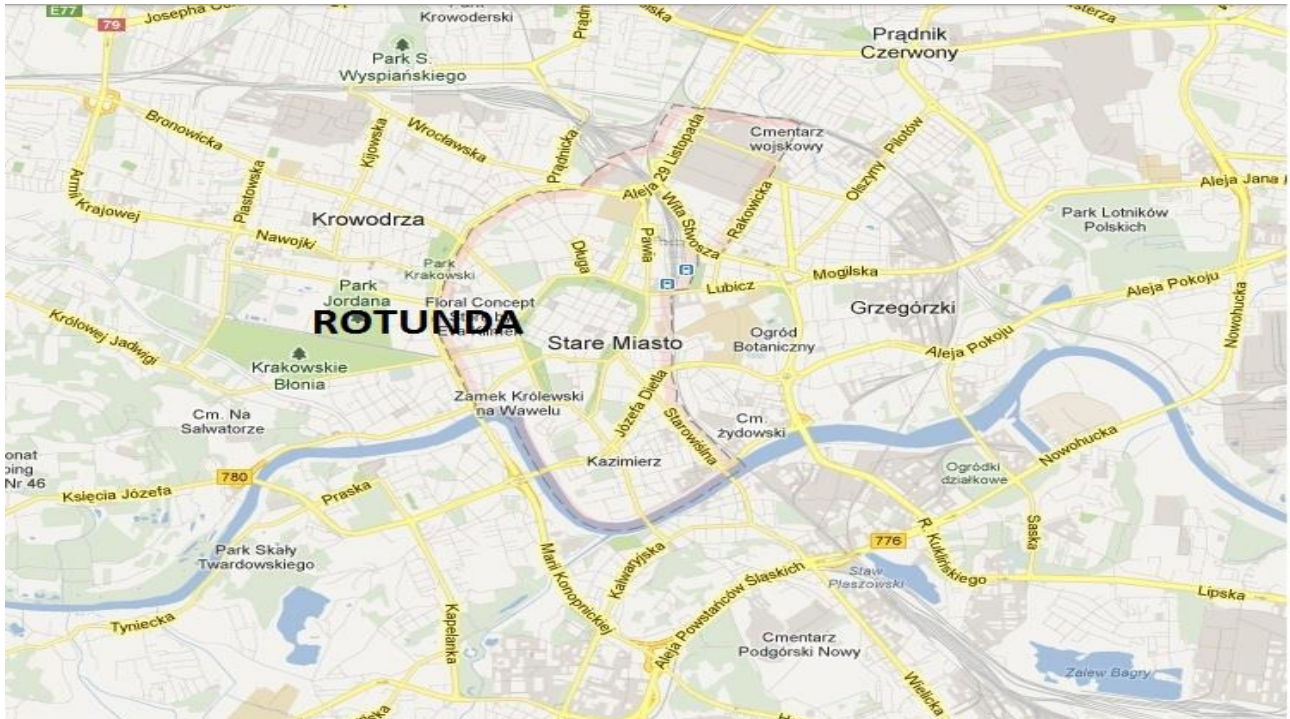 E77
79
Josepha
Krowoderski
Park S.
Wyspiańskiego
Prądnik
Czerwony
Bronowicka
Kijowska
Wrocławska
Prądnicka
Aleja 29 Listopada
Cmentarz
wojskowy
Olszyny Pilotów
Aleja Jana
Armii Krajowej
Piastowska
Krowodrza
Nawojki
Wita Stwosza
Rakowicka
Park Lotników
Polskich
Park
Krakowski
Długa
Pawia
Lubicz
Mogilska
Park
Jordana
Floral Concept
ROTUNDA
Grzegórzki
Aleja Pokoju
Nowohucka
Królowej Jadwigi
Stare Miasto
Ogród
Botaniczny
Aleja Pokoju
Krakowskie
Błonia
Zamek Królewski
na Wawelu
Józefa Dietla
Starowiślna
Cm. Na
Salwatorze
Cm.
żydowski
Nowohucka
onat
ping
Nr 46
780
Kazimierz
Ogródki
działkowe
Księcia Józefa
Praska
776
R. Kuklińskiego
Saska
Park Skały
Twardowskiego
Marii Konopnickiej
Kalwaryjska
Aleja Powstańców Śląskich
Staw
Płaszowski
Lipska
Tyniecka
Kapelanka
Cmentarz
Podgórski Nowy
Wielicka
Zalew Bagry